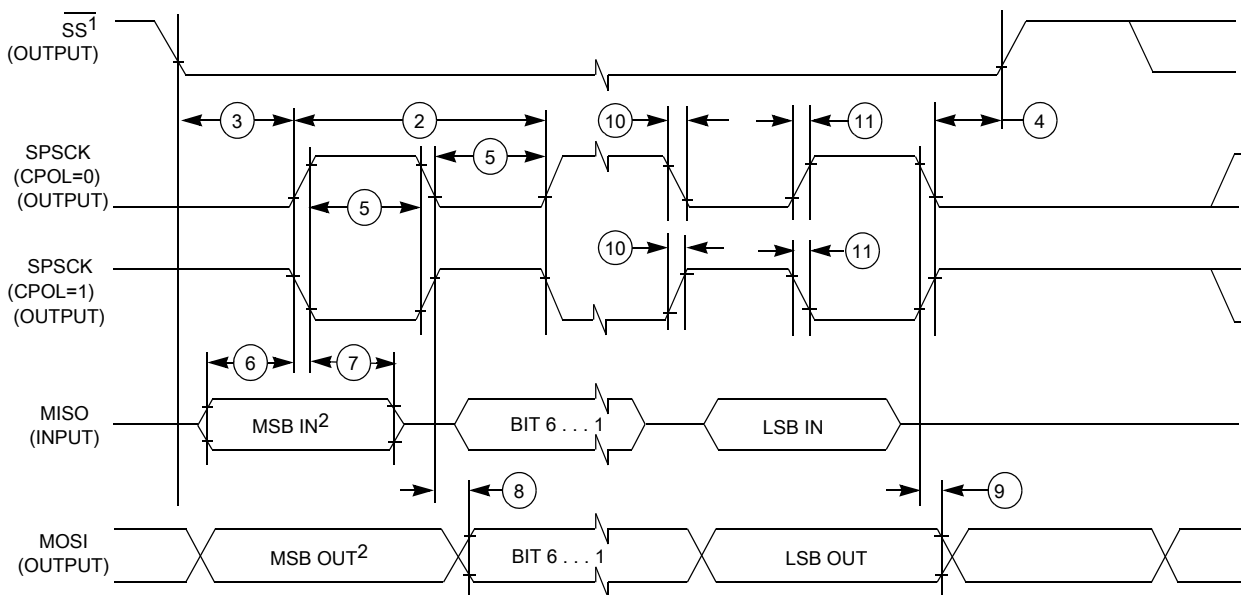 SS1
(OUTPUT)
3
2
10
11
4
SPSCK
(CPOL=0)
(OUTPUT)
5
5
10
11
SPSCK
(CPOL=1)
(OUTPUT)
6
7
MISO
(INPUT)
MSB IN2
BIT 6 . . . 1
LSB IN
8
9
MOSI
(OUTPUT)
MSB OUT2
BIT 6 . . . 1
LSB OUT